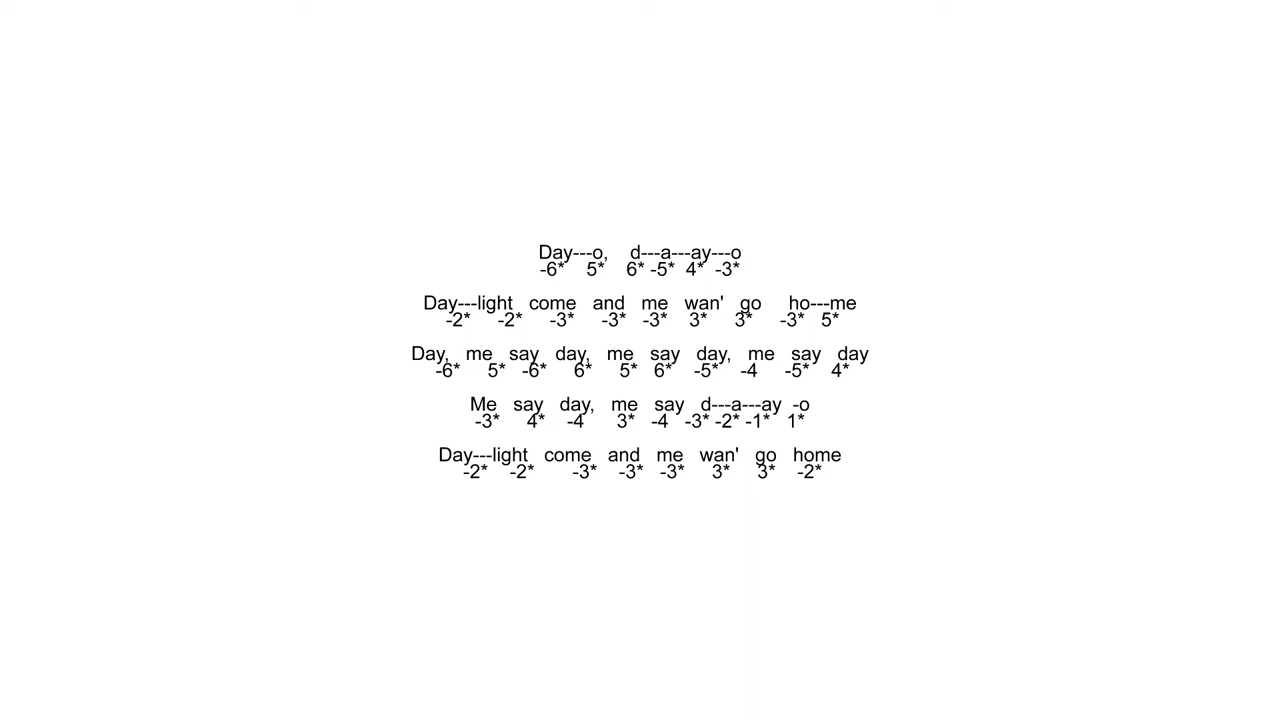 Day---o, d---a---ay---o
-6* 5* 6* -5* 4* -3*
Day---light come and me wan' go ho---me
-2* -2* -3* -3* -3* 3* 3* -3* 5*
Day, me say day, me say day, me say day
-6* 5* -6* 6* 5* 6* -5* -4 -5* 4*
Me say day, me say d---a---ay -o
-3* 4* -4 3* -4 -3* -2* -1* 1*
Day---light come and me wan' go home
-2* -2* -3* -3* -3* 3* 3* -2*